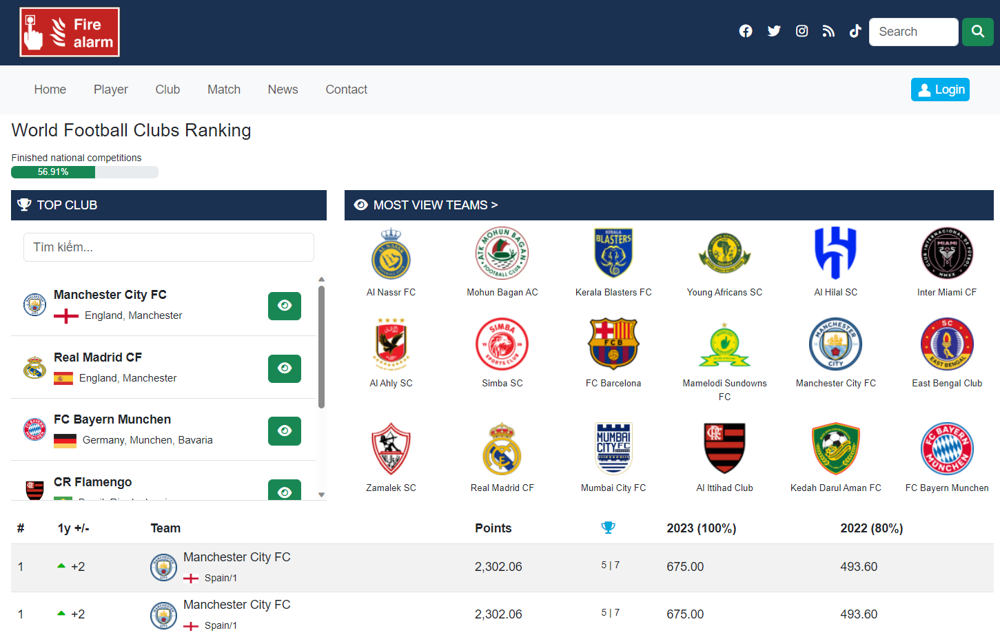 Fire
alarm
Search
Home Player Club Match News Contact
Login
World Football Clubs Ranking
Finished national competitions
56.91%
TOP CLUB
Tìm kiếm...
Manchester City FC
England, Manchester
Real Madrid CF
England, Manchester
FC Bayern Munchen
Germany, Munchen, Bavaria
CR Flamengo
MOST VIEW TEAMS >
Al Nassr FC
Mohun Bagan AC
Kerala Blasters FC
Young Africans SC
Al Hilal SC
Inter Miami CF
Al Ahly SC
Simba SC
FC Barcelona
Mamelodi Sundowns
FC
Manchester City FC
East Bengal Club
Zamalek SC
Real Madrid CF
Mumbai City FC
Al Ittihad Club
Kedah Darul Aman FC
FC Bayern Munchen
# 1y +/- Team Points 2023 (100%) 2022 (80%)
1 +2 Manchester City FC 2,302.06 5 | 7 675.00 493.60
Spain/1
1 +2 Manchester City FC 2,302.06 5 | 7 675.00 493.60
Spain/1